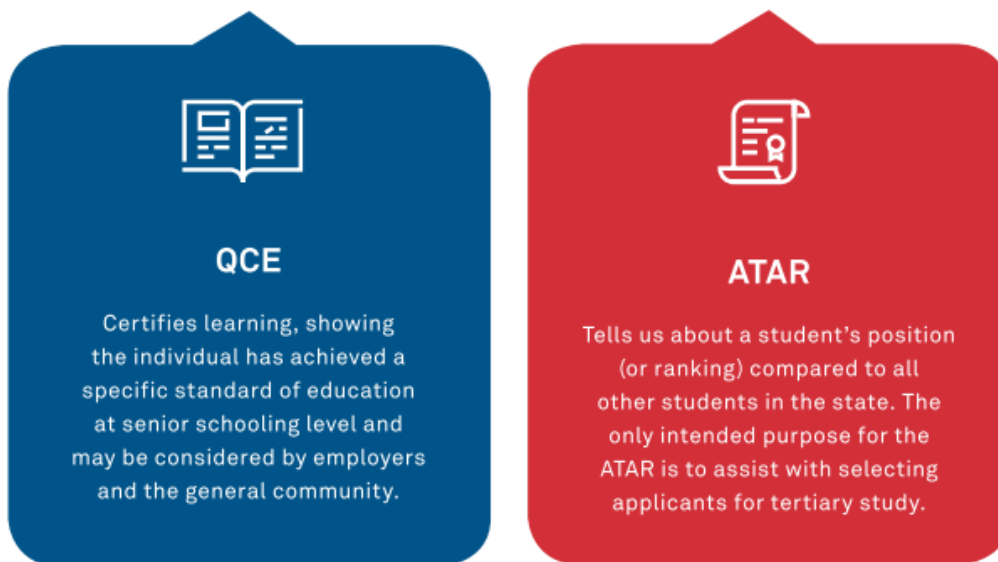 QCE
Certifies learning, showing
the individual has achieved a
specific standard of education
at senior schooling level and
may be considered by employers
and the general community.
ATAR
Tells us about a student’s position
(or ranking) compared to all
other students in the state. The
only intended purpose for the
ATAR is to assist with selecting
applicants for tertiary study.